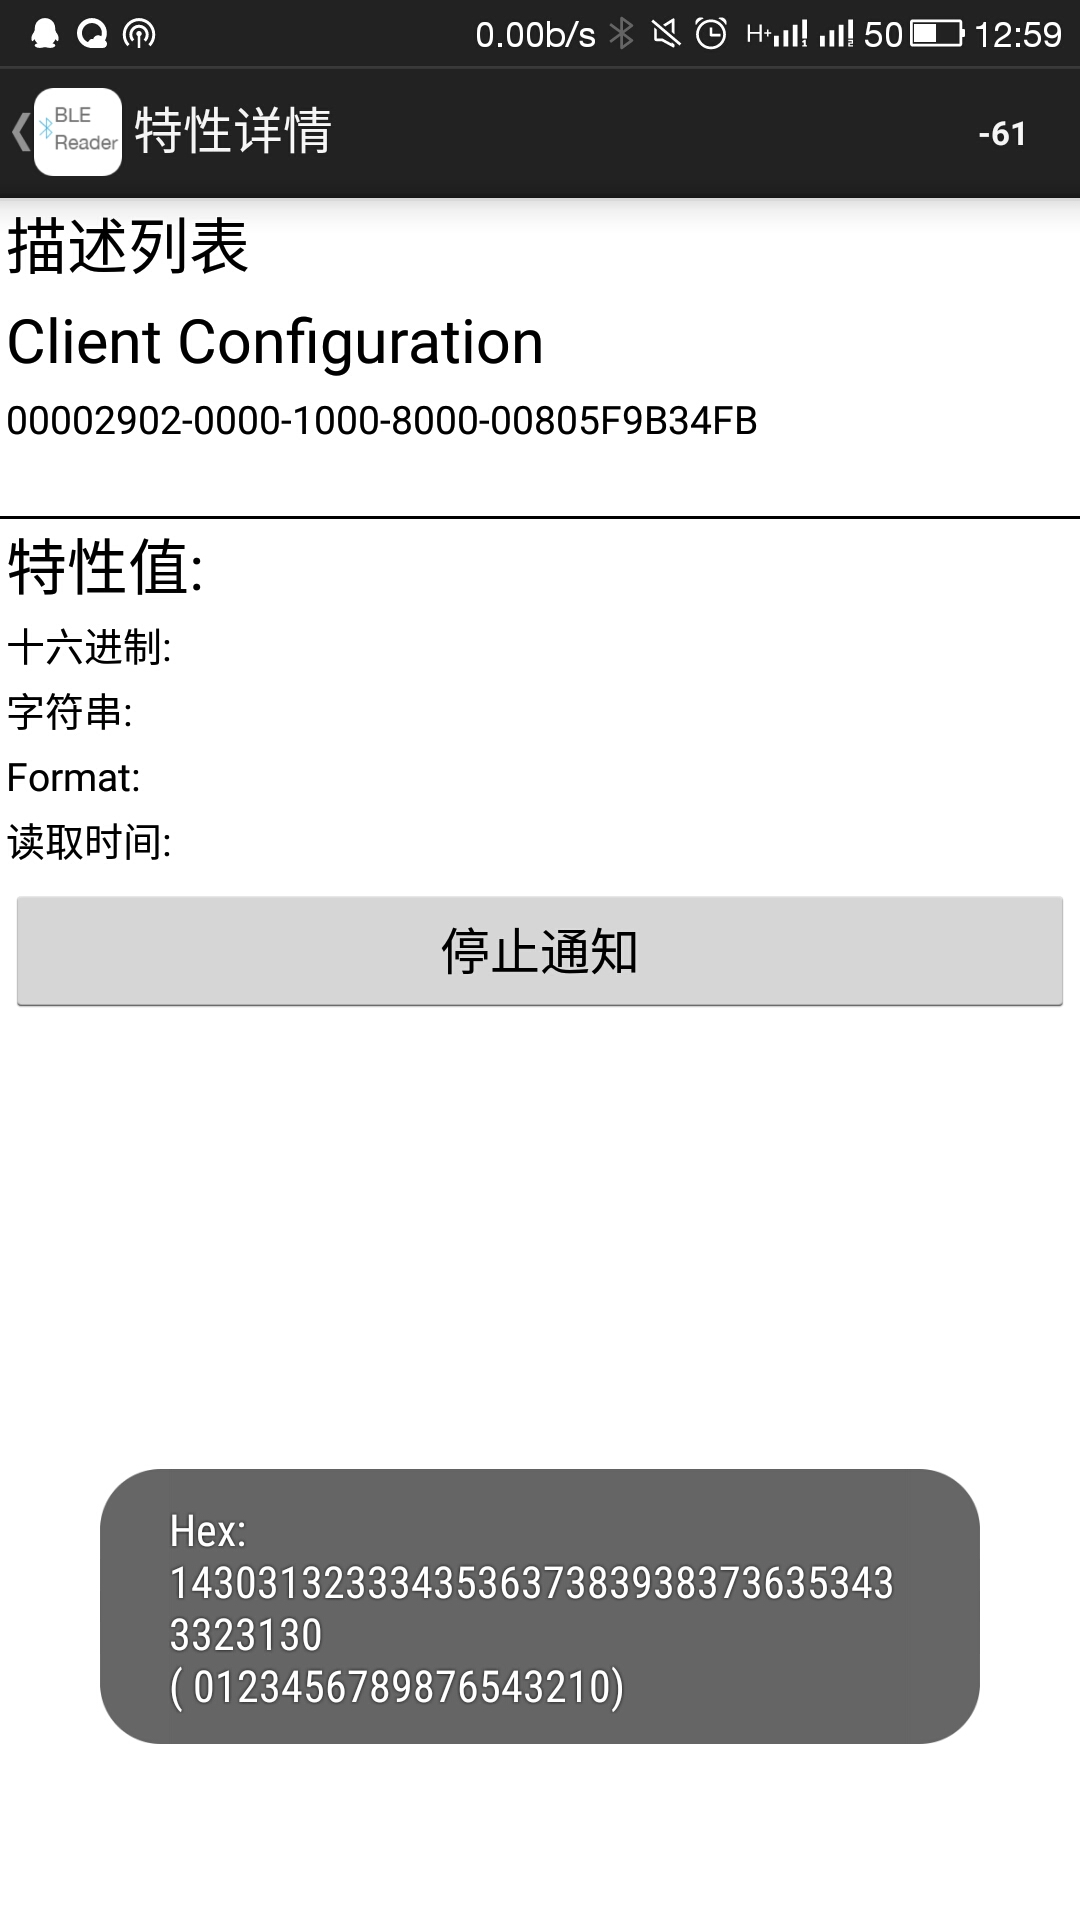 0.00b/s H+ 50 12:59
BLE
Reader
特性详情
-61
描述列表
Client Configuration
00002902-0000-1000-8000-00805F9B34FB
特性值:
十六进制:
字符串:
Format:
读取时间:
停止通知
Hex:
143031323334353637383938373635343
3323130
( 0123456789876543210)